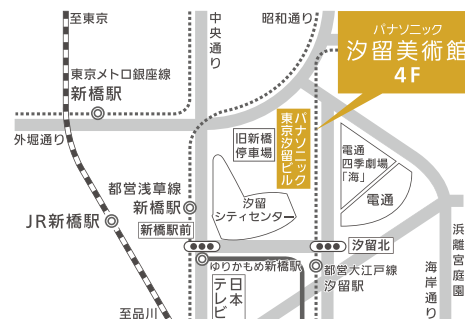 至東京
中央通り
昭和通り
パナソニック
汐留美術館
4F
東京メトロ銀座線
新橋駅
外堀通り
旧新橋
停車場
パナソニック
東京汐留ビル
電通
四季劇場
「海」
電通
都営浅草線
新橋駅
汐留
シティセンター
JR新橋駅
新橋駅前
汐留北
浜離宮庭園
ゆりかもめ新橋駅
都営大江戸線
汐留駅
海岸通り
日本
テレビ
至品川